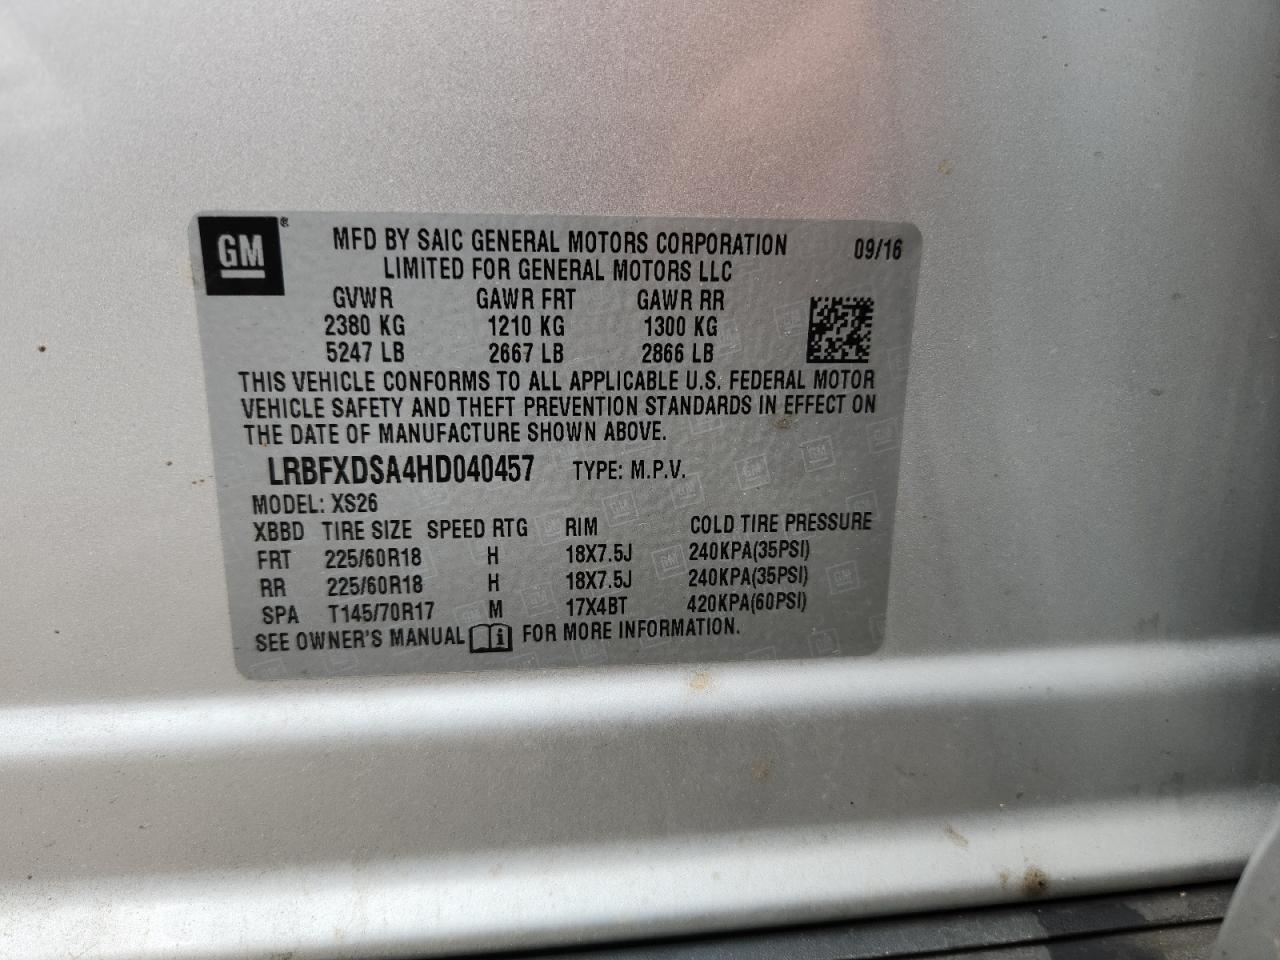 GM ®
MFD BY SAIC GENERAL MOTORS CORPORATION 09/16
LIMITED FOR GENERAL MOTORS LLC
GVWR GAWR FRT GAWR RR
2380 KG 1210 KG 1300 KG
5247 LB 2667 LB 2866 LB
THIS VEHICLE CONFORMS TO ALL APPLICABLE U.S. FEDERAL MOTOR
VEHICLE SAFETY AND THEFT PREVENTION STANDARDS IN EFFECT ON
THE DATE OF MANUFACTURE SHOWN ABOVE.
LRBFXDSA4HD040457 TYPE: M.P.V.
MODEL: XS26
XBBD TIRE SIZE SPEED RTG RIM COLD TIRE PRESSURE
FRT 225/60R18 H 18X7.5J 240KPA(35PSI)
RR 225/60R18 H 18X7.5J 240KPA(35PSI)
SPA T145/70R17 M 17X4BT 420KPA(60PSI)
SEE OWNER'S MANUAL i FOR MORE INFORMATION.